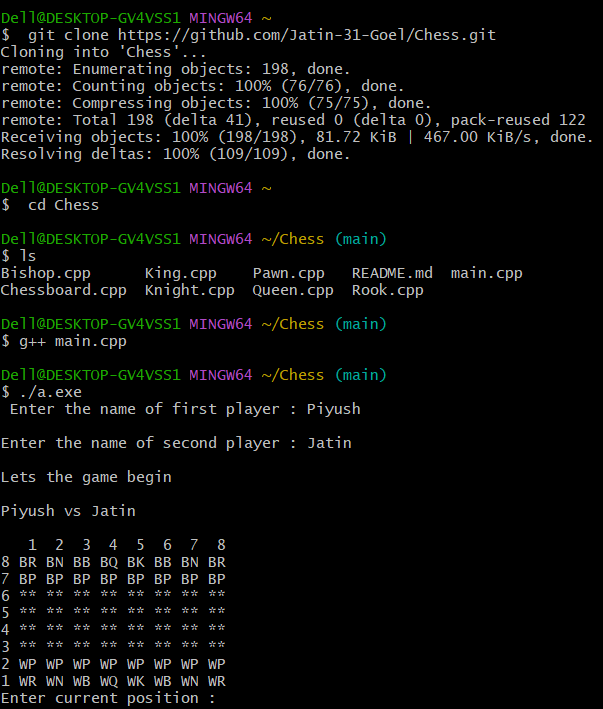 Dell@DESKTOP-GV4VSS1 MINGW64 ~
$  git clone https://github.com/Jatin-31-Goel/Chess.git
Cloning into 'Chess'...
remote: Enumerating objects: 198, done.
remote: Counting objects: 100% (76/76), done.
remote: Compressing objects: 100% (75/75), done.
remote: Total 198 (delta 41), reused 0 (delta 0), pack-reused 122
Receiving objects: 100% (198/198), 81.72 KiB | 467.00 KiB/s, done.
Resolving deltas: 100% (109/109), done.

Dell@DESKTOP-GV4VSS1 MINGW64 ~
$  cd Chess

Dell@DESKTOP-GV4VSS1 MINGW64 ~/Chess (main)
$ ls
Bishop.cpp      King.cpp    Pawn.cpp   README.md  main.cpp
Chessboard.cpp  Knight.cpp  Queen.cpp  Rook.cpp

Dell@DESKTOP-GV4VSS1 MINGW64 ~/Chess (main)
$ g++ main.cpp

Dell@DESKTOP-GV4VSS1 MINGW64 ~/Chess (main)
$ ./a.exe
 Enter the name of first player : Piyush

Enter the name of second player : Jatin

Lets the game begin

Piyush vs Jatin

   1  2  3  4  5  6  7  8
8 BR BN BB BQ BK BB BN BR
7 BP BP BP BP BP BP BP BP
6 ** ** ** ** ** ** ** **
5 ** ** ** ** ** ** ** **
4 ** ** ** ** ** ** ** **
3 ** ** ** ** ** ** ** **
2 WP WP WP WP WP WP WP WP
1 WR WN WB WQ WK WB WN WR
Enter current position :